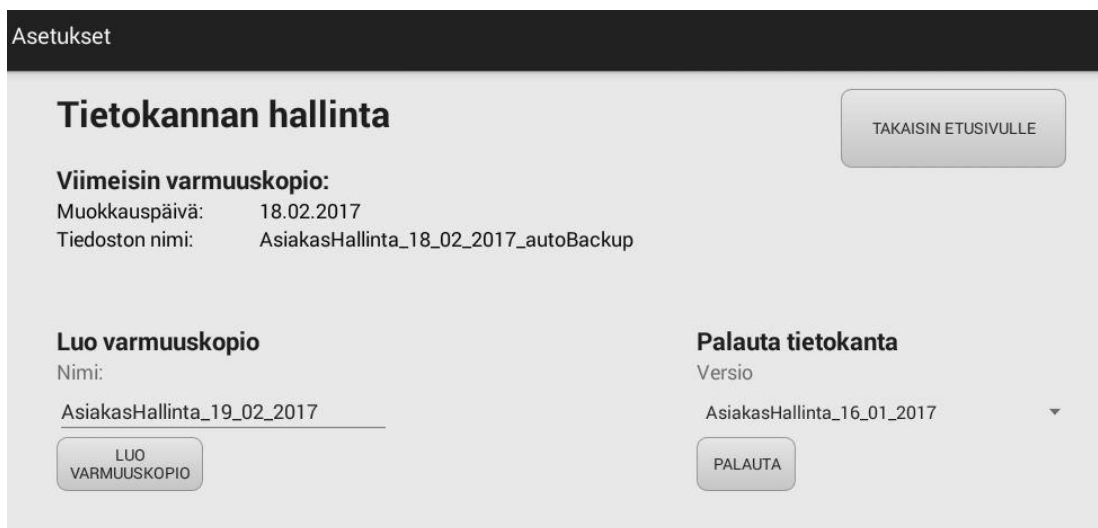 Asetukset
Tietokannan hallinta
TAKAISIN ETUSIVULLE
Viimeisin varmuuskopio:
Muokkauspäivä: 18.02.2017
Tiedoston nimi: AsiakasHallinta_18_02_2017_autoBackup
Luo varmuuskopio
Nimi:
AsiakasHallinta_19_02_2017
LUO
VARMUUSKOPIO
Palauta tietokanta
Versio
AsiakasHallinta_16_01_2017
PALAUTA